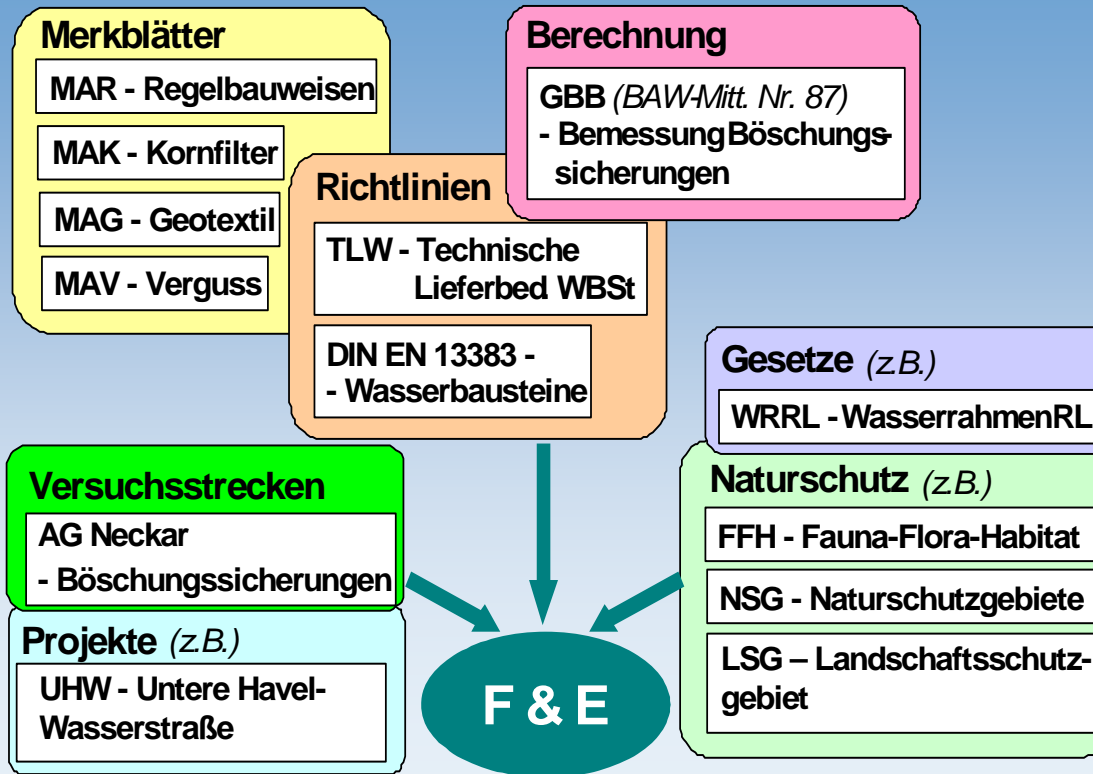 Merkblätter
MAR - Regelbauweisen
MAK - Kornfilter
MAG - Geotextil
MAV - Verguss
Richtlinien
TLW - Technische
Lieferbed. WBSt
DIN EN 13383 -
- Wasserbausteine
Berechnung
GBB (BAW-Mitt. Nr. 87)
- Bemessung Böschungs-
sicherungen
Gesetze (z.B.)
WRRL - WasserrahmenRL
Naturschutz (z.B.)
FFH - Fauna-Flora-Habitat
NSG - Naturschutzgebiete
LSG – Landschaftsschutz-
gebiet
Versuchsstrecken
AG Neckar
- Böschungssicherungen
Projekte (z.B.)
UHW - Untere Havel-
Wasserstraße
F & E